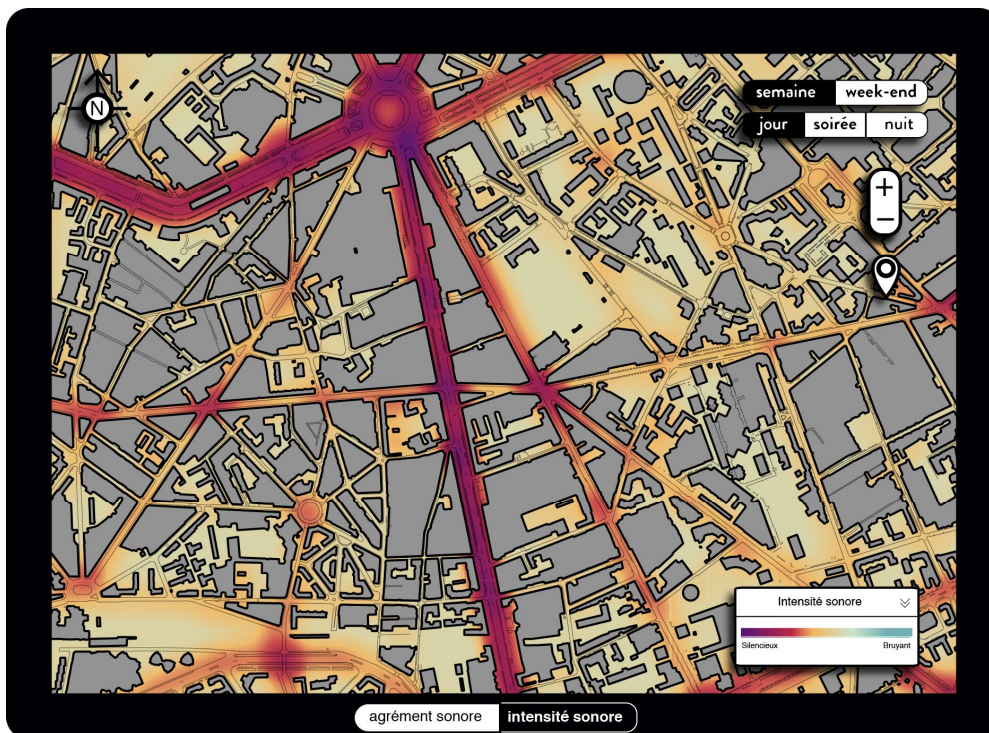 N
semaine week-end
jour soirée nuit
+
−
Intensité sonore
Silencieux Bruyant
agrément sonore intensité sonore